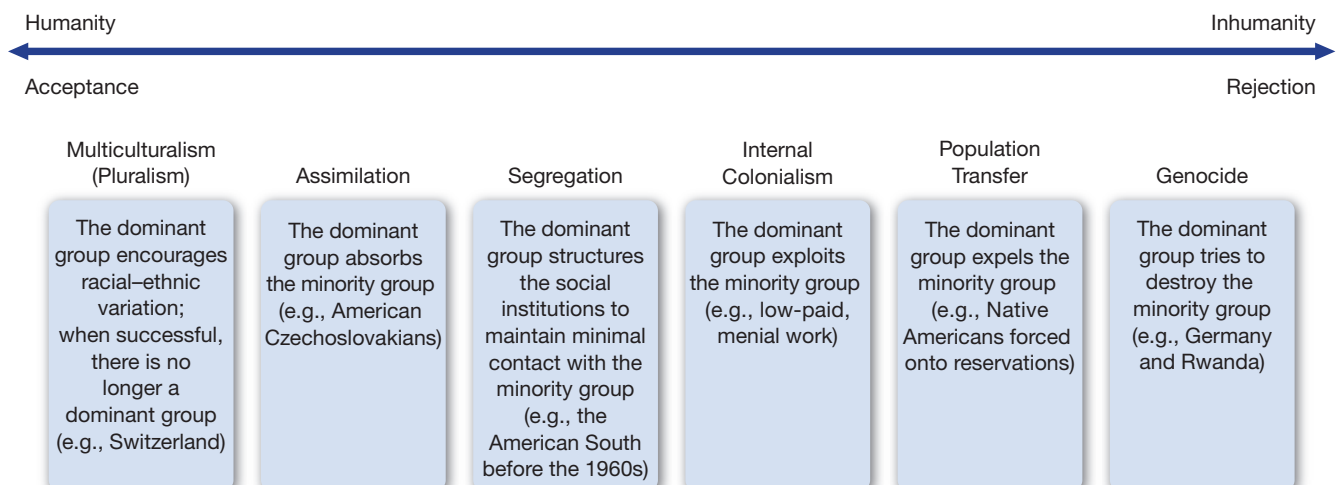 Humanity
Inhumanity
Acceptance
Rejection
Multiculturalism
(Pluralism)
The dominant
group encourages
racial–ethnic
variation;
when successful,
there is no
longer a
dominant group
(e.g., Switzerland)
Assimilation
The dominant
group absorbs
the minority group
(e.g., American
Czechoslovakians)
Segregation
The dominant
group structures
the social
institutions to
maintain minimal
contact with the
minority group
(e.g., the
American South
before the 1960s)
Internal
Colonialism
The dominant
group exploits
the minority group
(e.g., low-paid,
menial work)
Population
Transfer
The dominant
group expels the
minority group
(e.g., Native
Americans forced
onto reservations)
Genocide
The dominant
group tries to
destroy the
minority group
(e.g., Germany
and Rwanda)